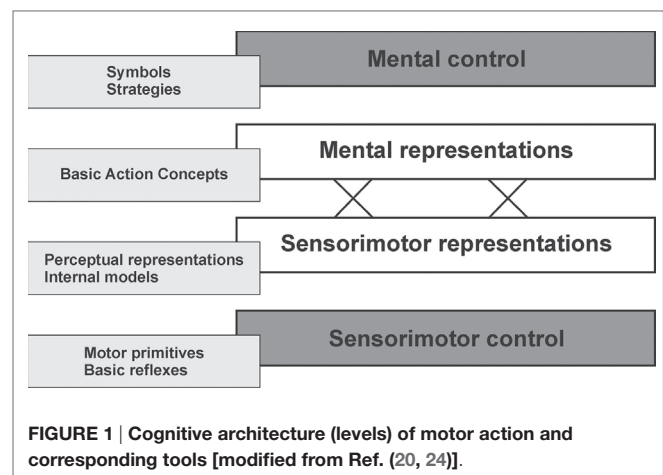 Mental control
Symbols
Strategies
Mental representations
Basic Action Concepts
Sensorimotor representations
Perceptual representations
Internal models
Sensorimotor control
Motor primitives
Basic reflexes
FIGURE 1 | Cognitive architecture (levels) of motor action and
corresponding tools [modified from Ref. (20, 24)].